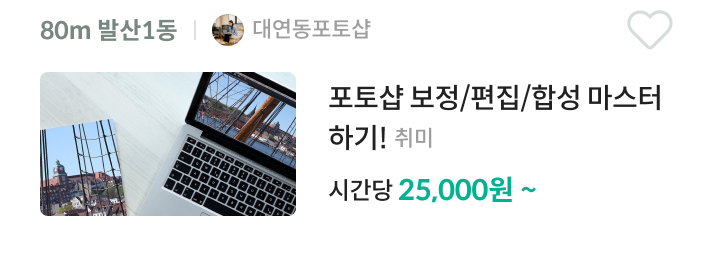 80m 발산1동 | 대연동포토샵
포토샵 보정/편집/합성 마스터
하기! 취미
시간당 25,000원 ~